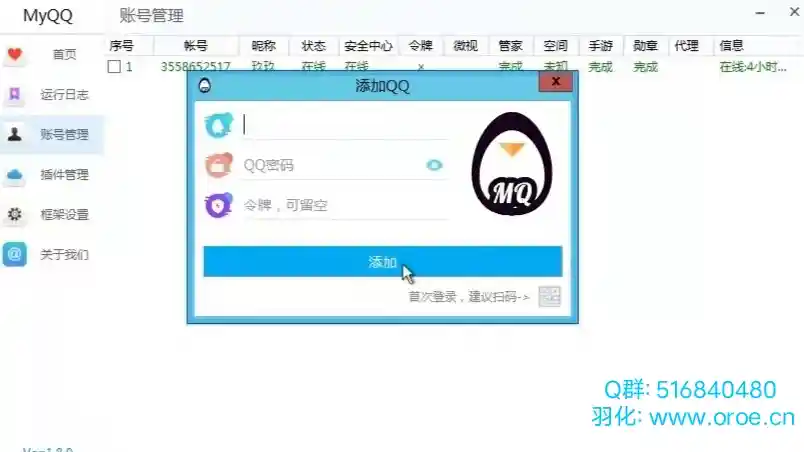 MyQQ 账号管理
序号 帐号 昵称 状态 安全中心 令牌 微视 管家 空间 手游 勋章 代理 信息
1 3558652517 玖玖 在线 在线 x 完成 未知 完成 完成 在线:4小时...
首页
运行日志
账号管理
插件管理
框架设置
关于我们
添加QQ
x
QQ密码
令牌，可留空
MQ
添加
首次登录，建议扫码->
Q群: 516840480
羽化: www.oroe.cn